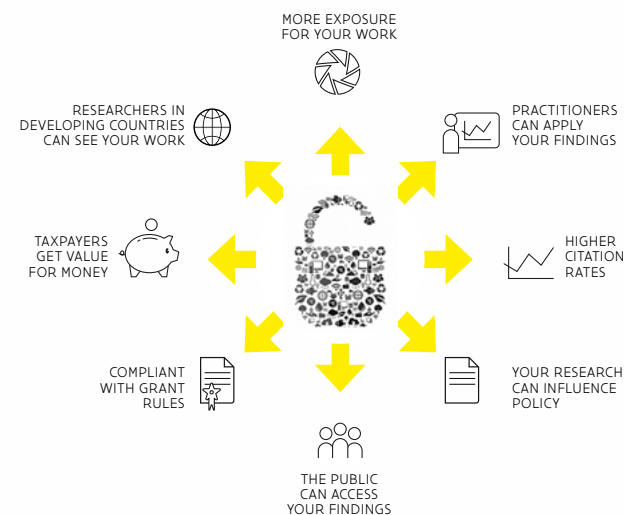 MORE EXPOSURE
FOR YOUR WORK
RESEARCHERS IN
DEVELOPING COUNTRIES
CAN SEE YOUR WORK
PRACTITIONERS
CAN APPLY
YOUR FINDINGS
TAXPAYERS
GET VALUE
FOR MONEY
HIGHER
CITATION
RATES
COMPLIANT
WITH GRANT
RULES
YOUR RESEARCH
CAN INFLUENCE
POLICY
THE PUBLIC
CAN ACCESS
YOUR FINDINGS